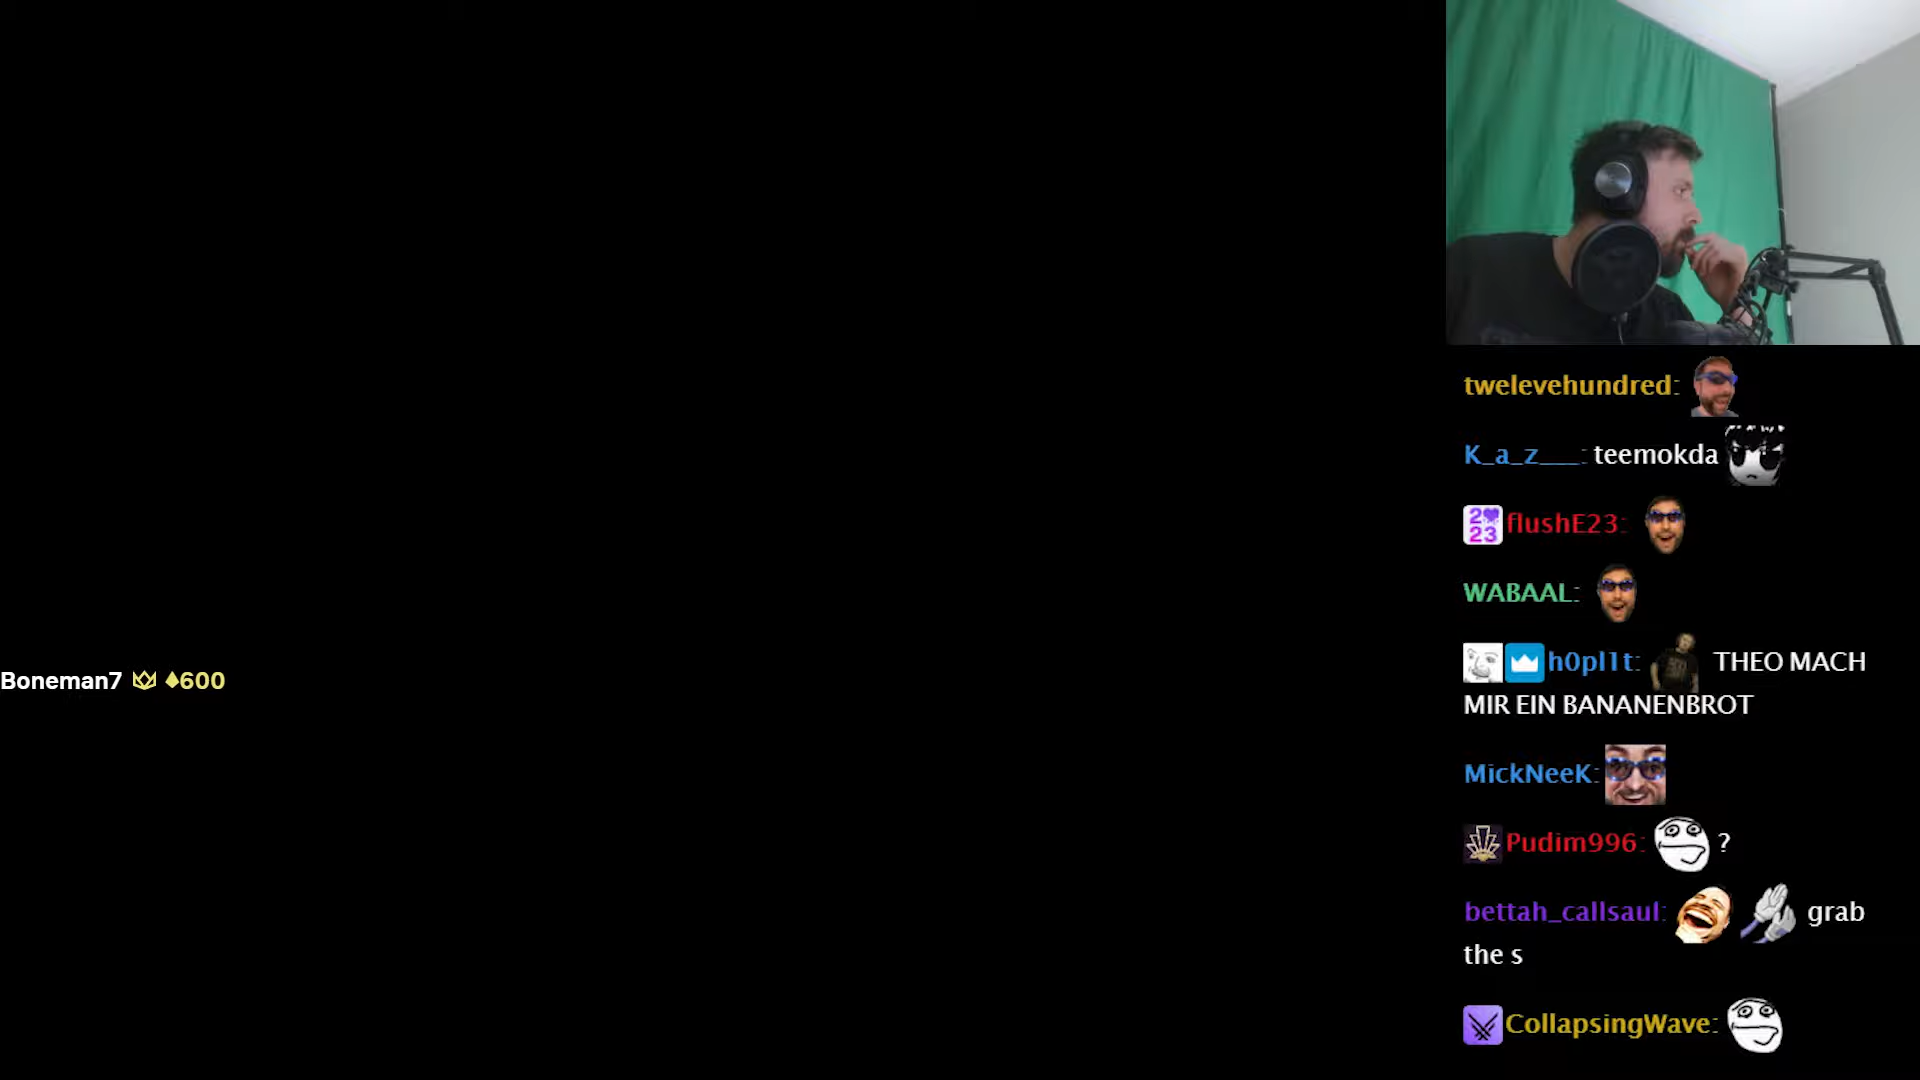 twelevehundred:
K_a_z___: teemokda
flushE23:
WABAAL:
h0pl1t: THEO MACH
MIR EIN BANANENBROT
Boneman7 ♦600
MickNeeK:
Pudim996: ?
bettah_callsaul: grab
the s
CollapsingWave: